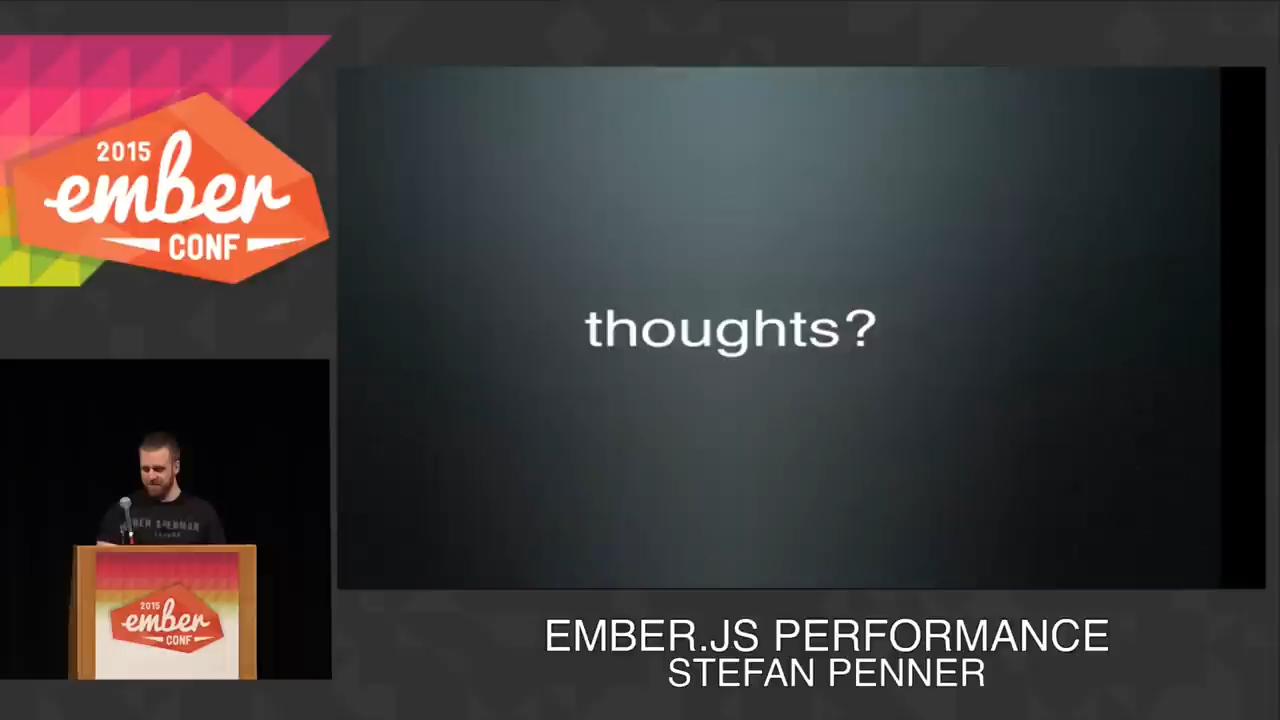 2015
ember
CONF
thoughts?
2015
ember
CONF
EMBER.JS PERFORMANCE
STEFAN PENNER